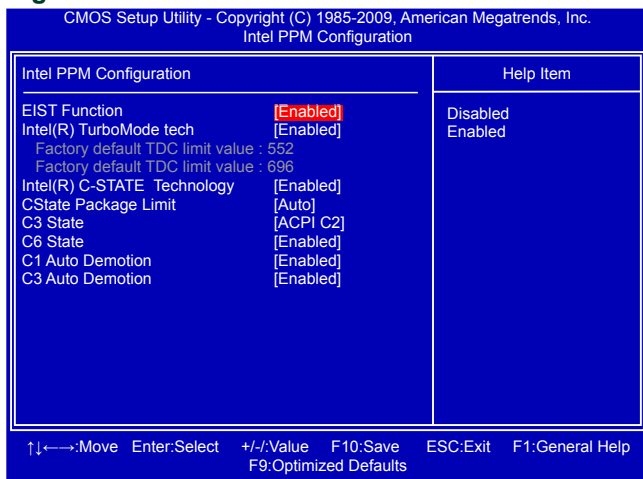 CMOS Setup Utility - Copyright (C) 1985-2009, American Megatrends, Inc.
Intel PPM Configuration
Intel PPM Configuration
Help Item
EIST Function [Enabled]
Disabled
Intel(R) TurboMode tech [Enabled]
Enabled
Factory default TDC limit value : 552
Factory default TDC limit value : 696
Intel(R) C-STATE Technology [Enabled]
CState Package Limit [Auto]
C3 State [ACPI C2]
C6 State [Enabled]
C1 Auto Demotion [Enabled]
C3 Auto Demotion [Enabled]
↑↓←→:Move Enter:Select +/-/:Value F10:Save ESC:Exit F1:General Help
F9:Optimized Defaults